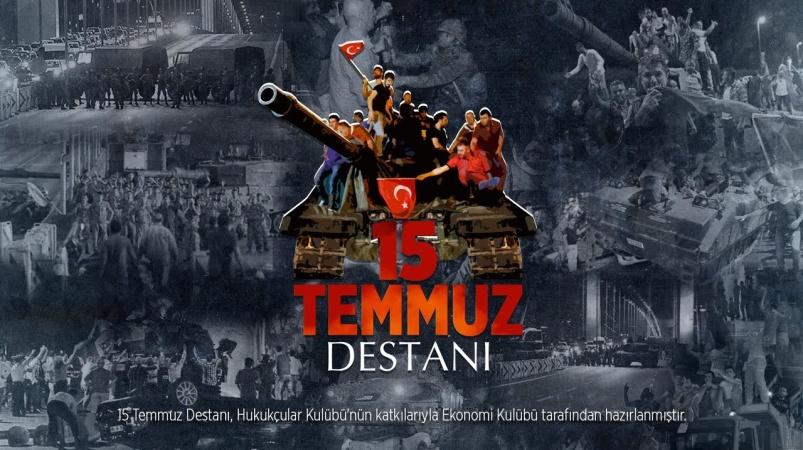 15
TEMMUZ
DESTANI
15 Temmuz Destanı, Hukukçular Kulübü'nün katkılarıyla Ekonomi Kulübü tarafından hazırlanmıştır.